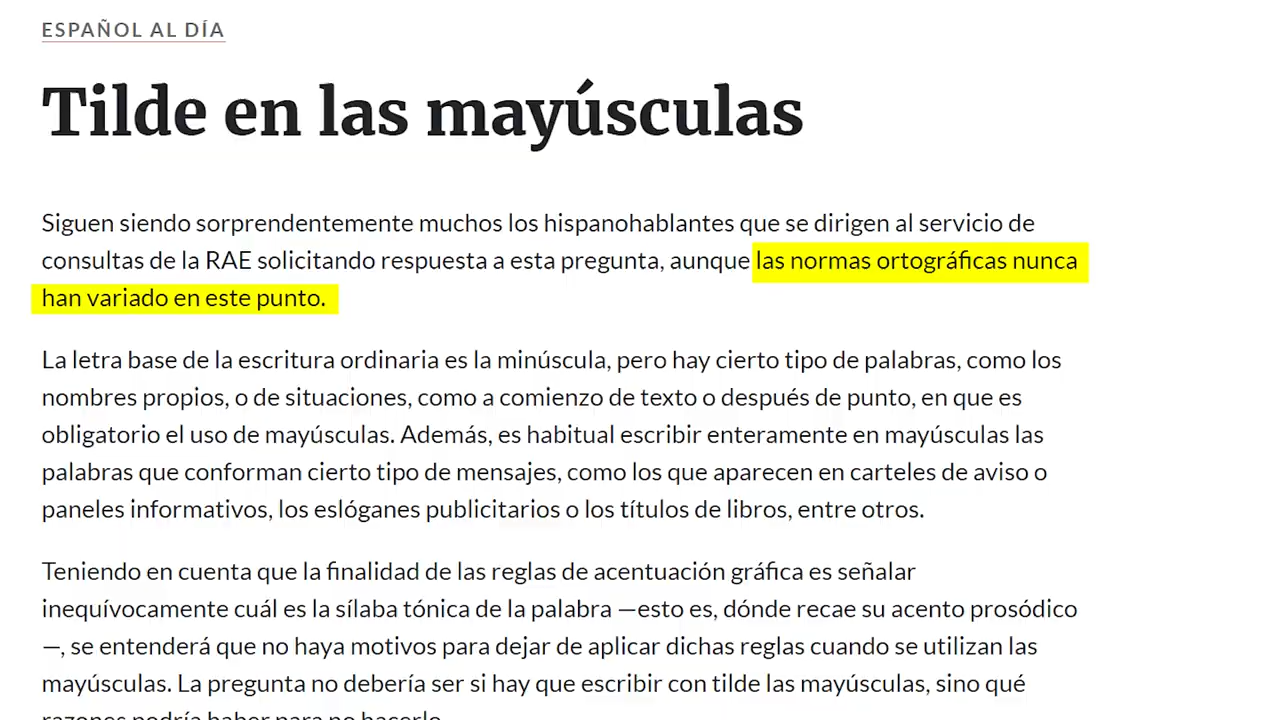 ESPAÑOL AL DÍA
Tilde en las mayúsculas
Siguen siendo sorprendentemente muchos los hispanohablantes que se dirigen al servicio de
consultas de la RAE solicitando respuesta a esta pregunta, aunque las normas ortográficas nunca
han variado en este punto.
La letra base de la escritura ordinaria es la minúscula, pero hay cierto tipo de palabras, como los
nombres propios, o de situaciones, como a comienzo de texto o después de punto, en que es
obligatorio el uso de mayúsculas. Además, es habitual escribir enteramente en mayúsculas las
palabras que conforman cierto tipo de mensajes, como los que aparecen en carteles de aviso o
paneles informativos, los eslóganes publicitarios o los títulos de libros, entre otros.
Teniendo en cuenta que la finalidad de las reglas de acentuación gráfica es señalar
inequívocamente cuál es la sílaba tónica de la palabra —esto es, dónde recae su acento prosódico
—, se entenderá que no haya motivos para dejar de aplicar dichas reglas cuando se utilizan las
mayúsculas. La pregunta no debería ser si hay que escribir con tilde las mayúsculas, sino qué
razones podría haber para no hacerlo.